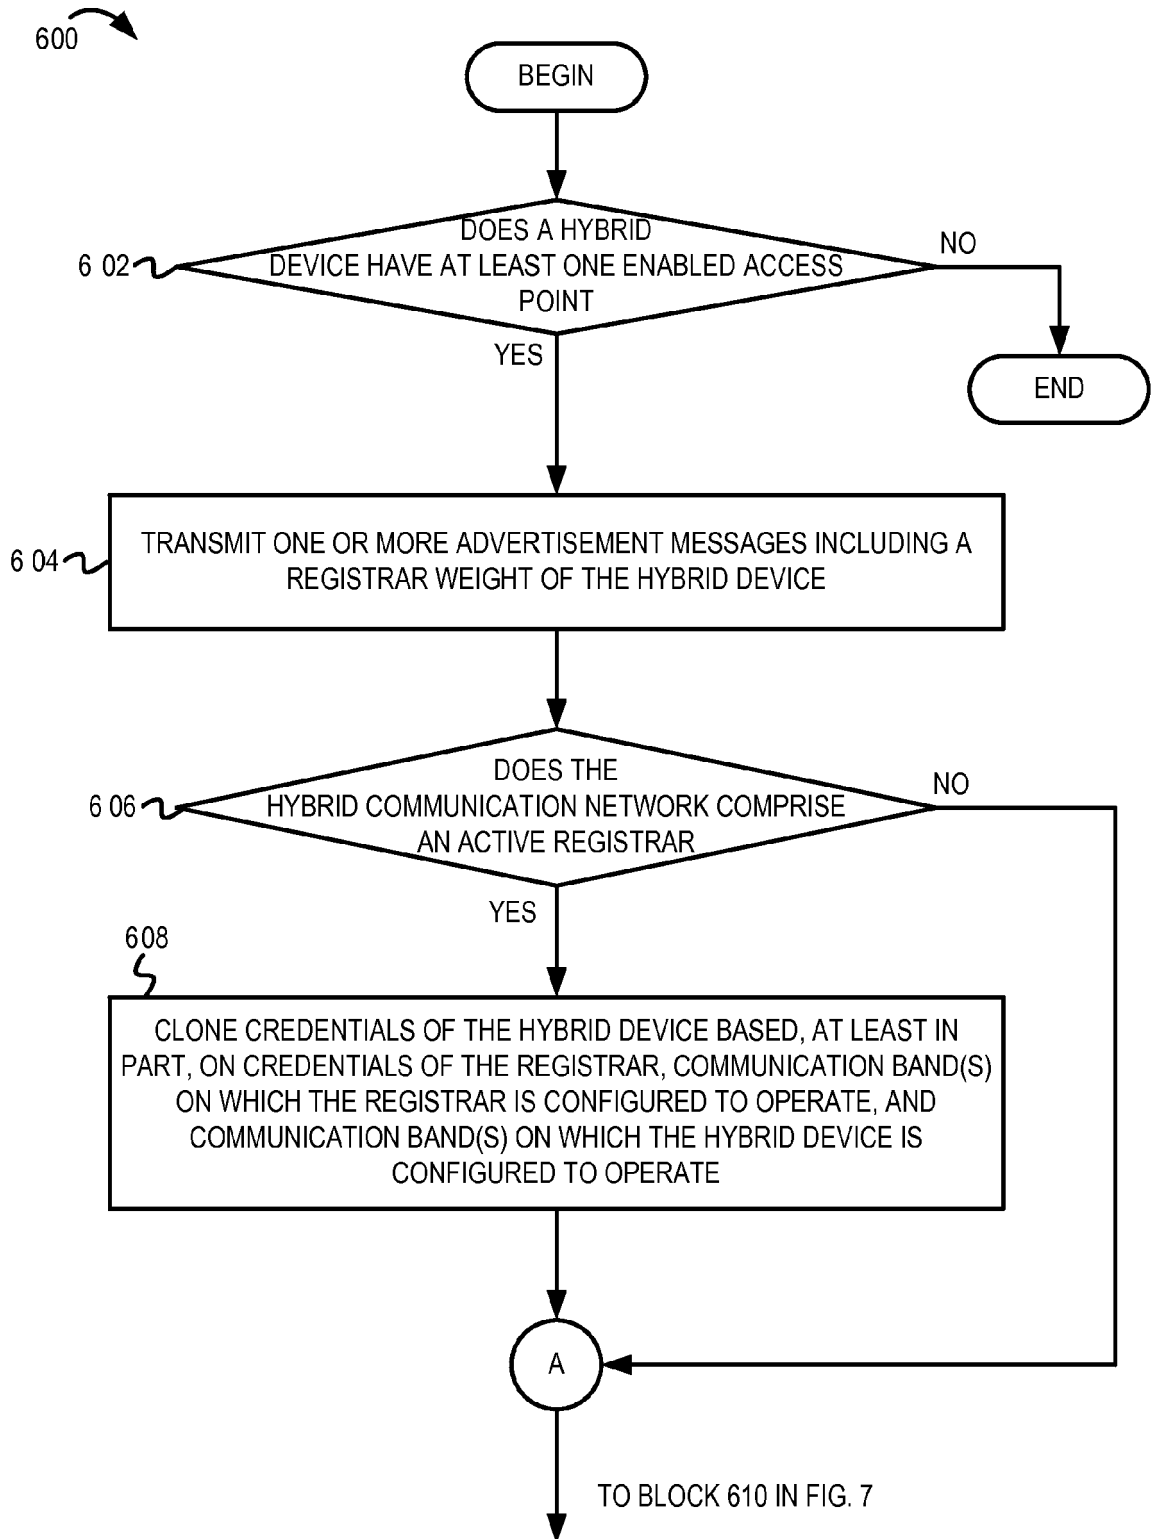 600
BEGIN
DOES A HYBRID
DEVICE HAVE AT LEAST ONE ENABLED ACCESS
POINT
6 02
NO
YES
END
TRANSMIT ONE OR MORE ADVERTISEMENT MESSAGES INCLUDING A
REGISTRAR WEIGHT OF THE HYBRID DEVICE
6 04
DOES THE
HYBRID COMMUNICATION NETWORK COMPRISE
AN ACTIVE REGISTRAR
6 06
NO
YES
608
CLONE CREDENTIALS OF THE HYBRID DEVICE BASED, AT LEAST IN
PART, ON CREDENTIALS OF THE REGISTRAR, COMMUNICATION BAND(S)
ON WHICH THE REGISTRAR IS CONFIGURED TO OPERATE, AND
COMMUNICATION BAND(S) ON WHICH THE HYBRID DEVICE IS
CONFIGURED TO OPERATE
A
TO BLOCK 610 IN FIG. 7